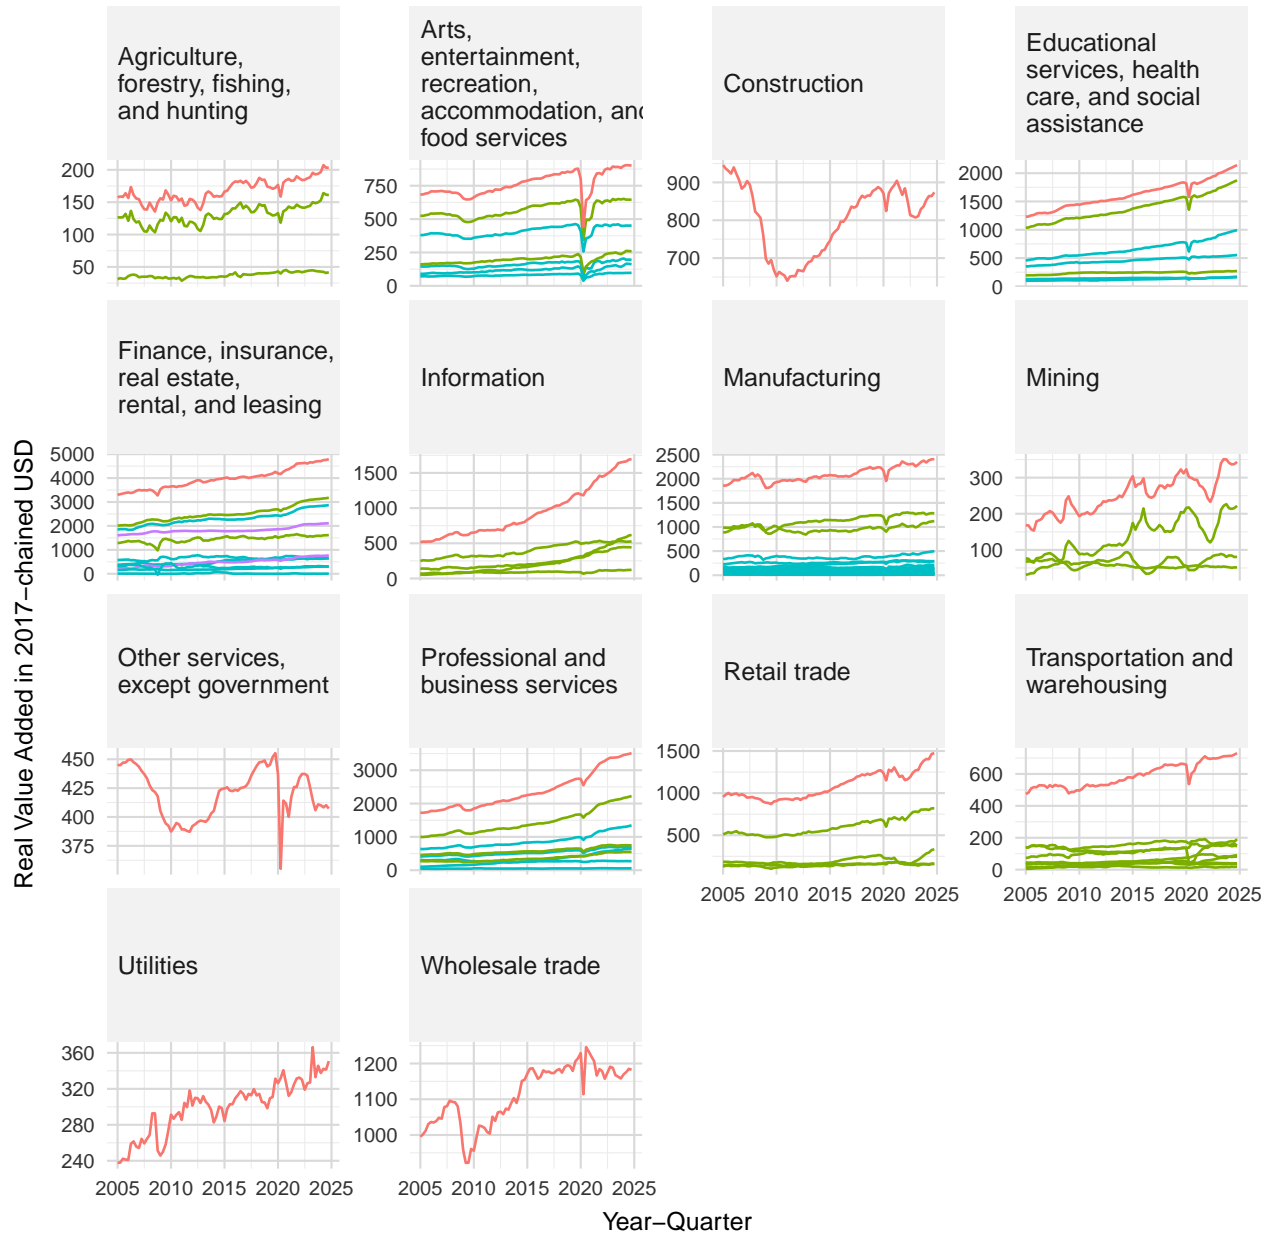 Agriculture,
forestry, fishing,
and hunting
Arts,
entertainment,
recreation,
accommodation, and
food services
Construction
Educational
services, health
care, and social
assistance
200
150
100
50
750
500
250
0
900
800
700
2000
1500
1000
500
0
Finance, insurance,
real estate,
rental, and leasing
Information
Manufacturing
Mining
5000
4000
3000
2000
1000
0
1500
1000
500
0
2500
2000
1500
1000
500
0
300
200
100
Other services,
except government
Professional and
business services
Retail trade
Transportation and
warehousing
450
425
400
375
3000
2000
1000
0
1500
1000
500
600
400
200
0
2005 2010 2015 2020 2025
2005 2010 2015 2020 2025
Utilities
Wholesale trade
360
320
280
240
1200
1100
1000
2005 2010 2015 2020 2025
2005 2010 2015 2020 2025
Year−Quarter
Real Value Added in 2017−chained USD